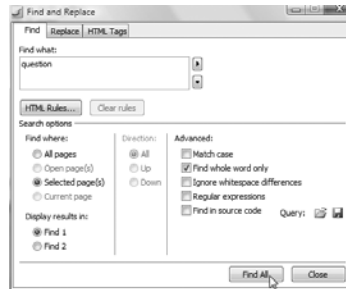 Find and Replace
Find Replace HTML Tags
Find what:
question
HTML Rules... Clear rules
Search options
Find where: Direction: Advanced:
All pages All Match case
Open page(s) Up Find whole word only
Selected page(s) Down Ignore whitespace differences
Current page Regular expressions
Display results in: Find in source code Query:
Find 1
Find 2
Find All Close